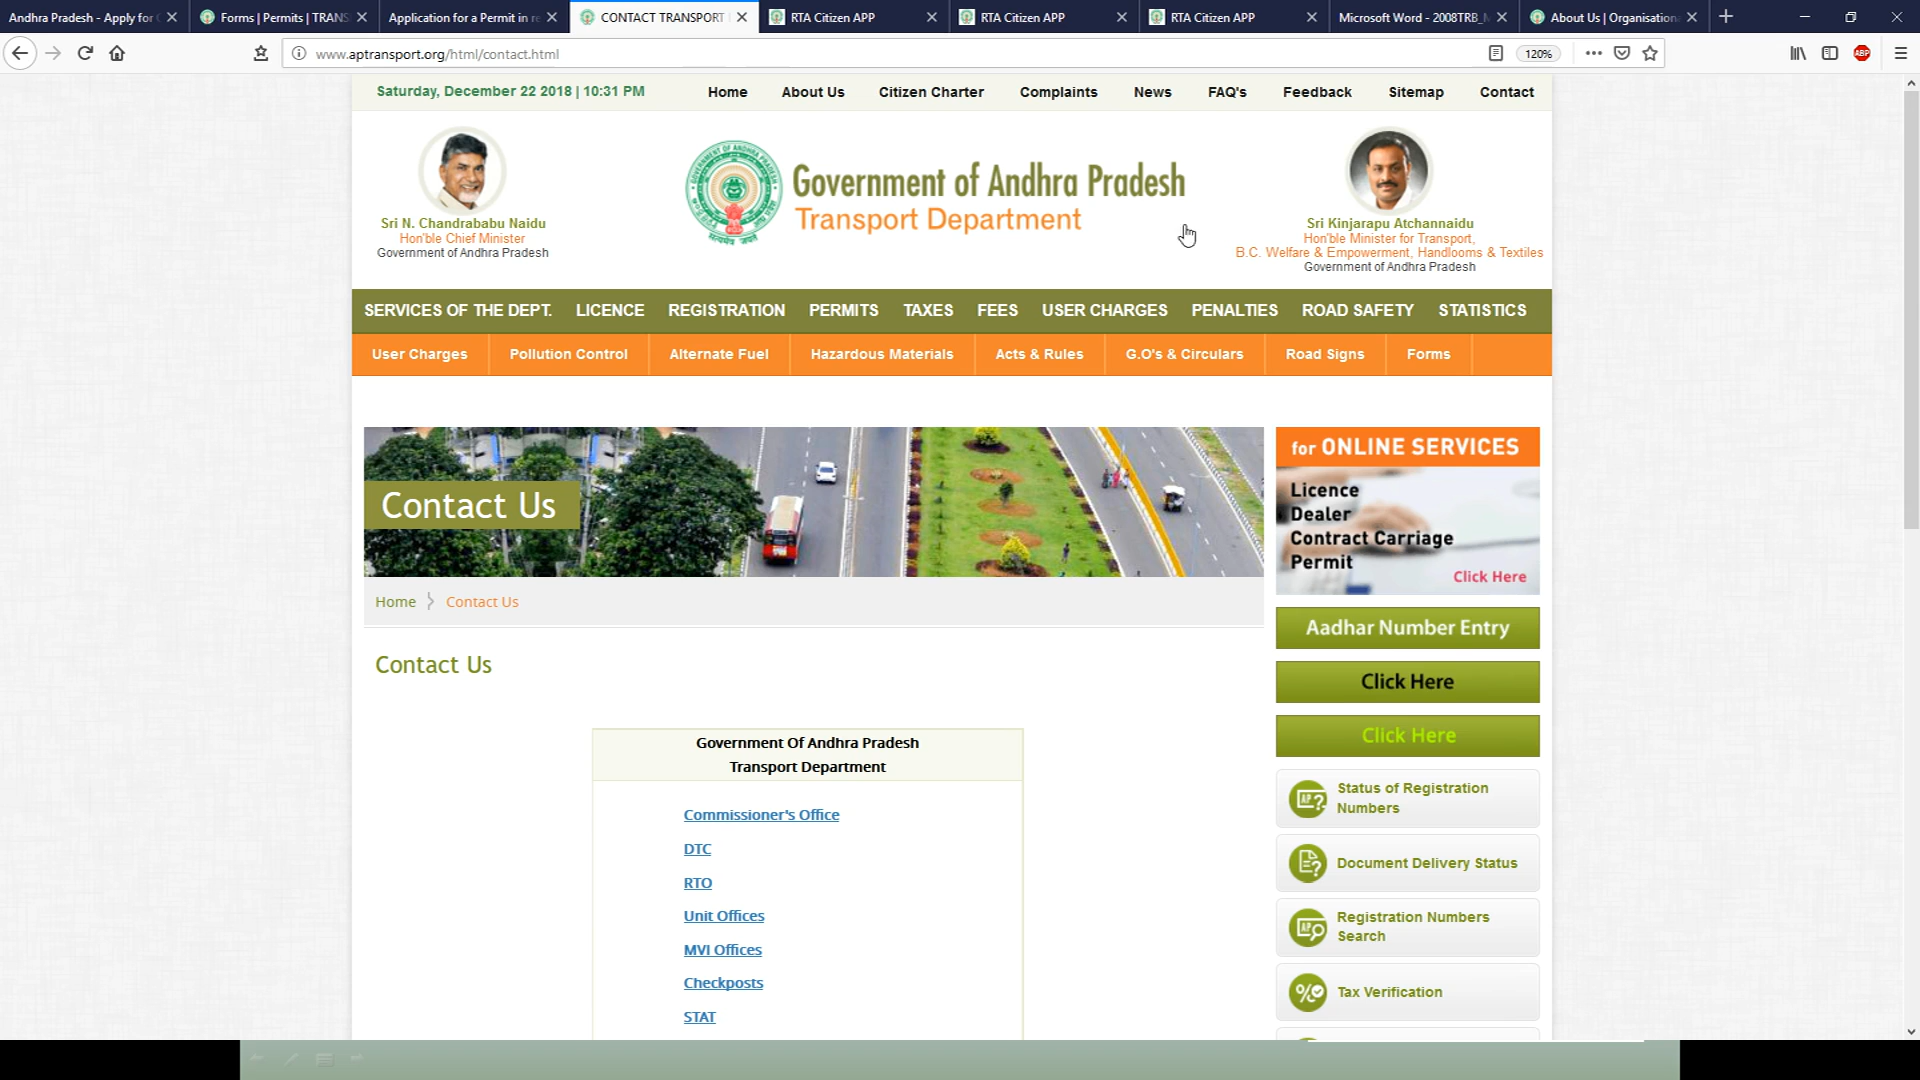 Andhra Pradesh - Apply for
Forms | Permits | TRANS
Application for a Permit in re
CONTACT TRANSPORT
RTA Citizen APP
RTA Citizen APP
RTA Citizen APP
Microsoft Word - 2008TRB_
About Us | Organisation
www.aptransport.org/html/contact.html
120%
ABP
Saturday, December 22 2018 | 10:31 PM
Home
About Us
Citizen Charter
Complaints
News
FAQ's
Feedback
Sitemap
Contact
Sri N. Chandrababu Naidu
Hon'ble Chief Minister
Government of Andhra Pradesh
Government of Andhra Pradesh
Transport Department
Sri Kinjarapu Atchannaidu
Hon'ble Minister for Transport,
B.C. Welfare & Empowerment, Handlooms & Textiles
Government of Andhra Pradesh
SERVICES OF THE DEPT.
LICENCE
REGISTRATION
PERMITS
TAXES
FEES
USER CHARGES
PENALTIES
ROAD SAFETY
STATISTICS
User Charges
Pollution Control
Alternate Fuel
Hazardous Materials
Acts & Rules
G.O's & Circulars
Road Signs
Forms
Contact Us
Home
Contact Us
Contact Us
Government Of Andhra Pradesh
Transport Department
Commissioner's Office
DTC
RTO
Unit Offices
MVI Offices
Checkposts
STAT
for ONLINE SERVICES
Licence
Dealer
Contract Carriage
Permit
Click Here
Aadhar Number Entry
Click Here
Click Here
Status of Registration
Numbers
Document Delivery Status
Registration Numbers
Search
Tax Verification